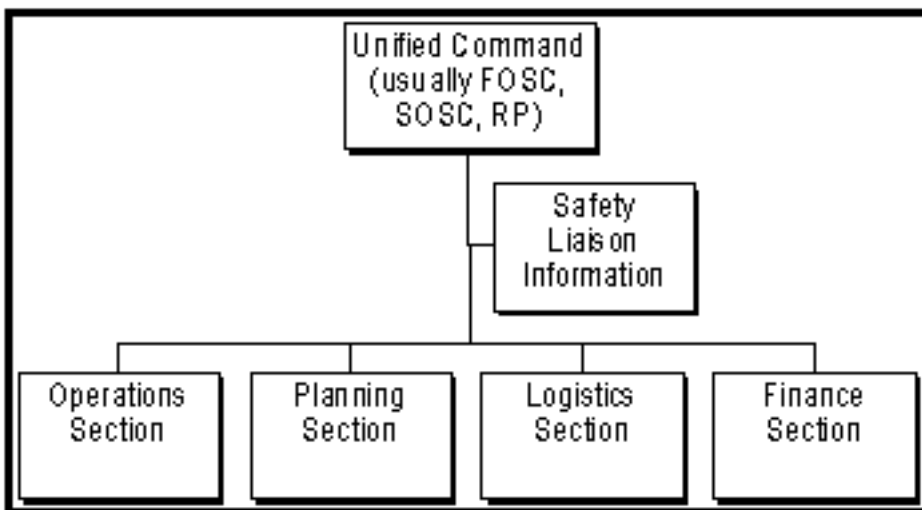 Unified Command
(usually FOSC,
SOSC, RP)
Safety
Liaison
Information
Operations
Section
Planning
Section
Logistics
Section
Finance
Section